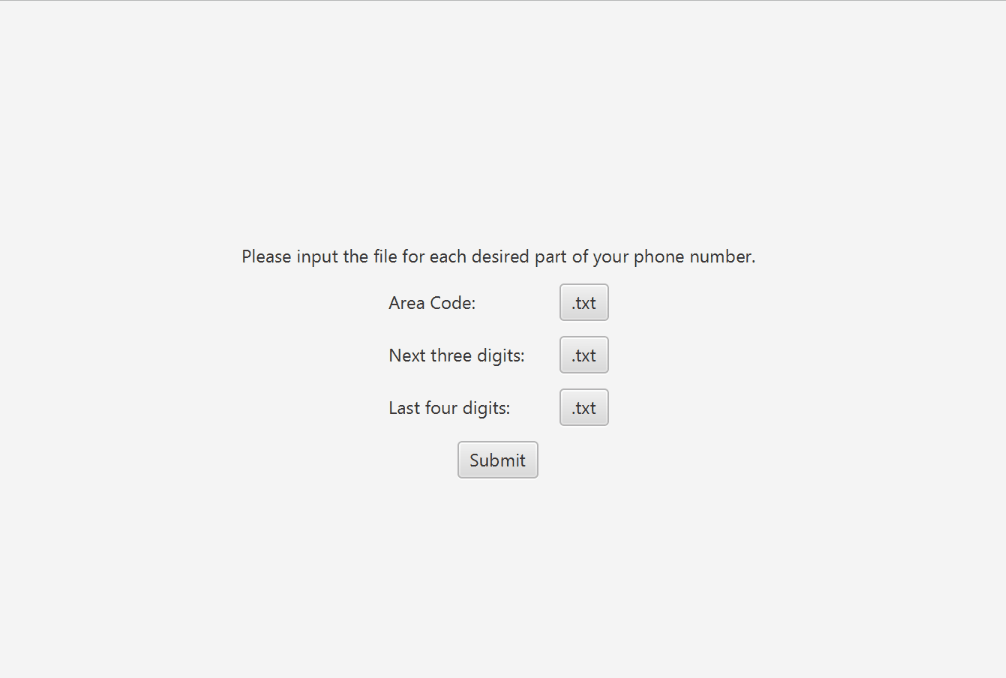 Please input the file for each desired part of your phone number.
Area Code: .txt
Next three digits: .txt
Last four digits: .txt
Submit